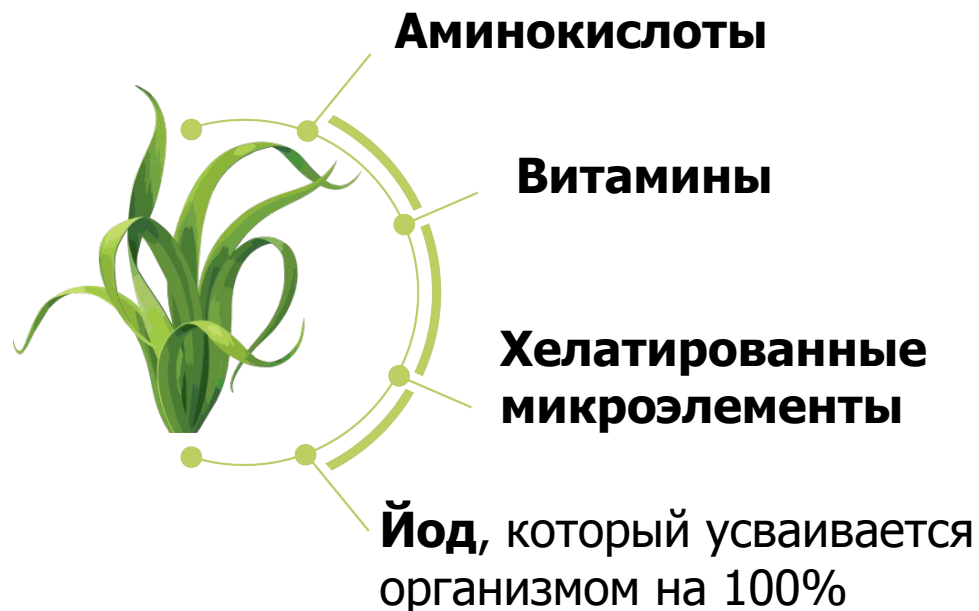 Аминокислоты
Витамины
Хелатированные
микроэлементы
Йод, который усваивается
организмом на 100%